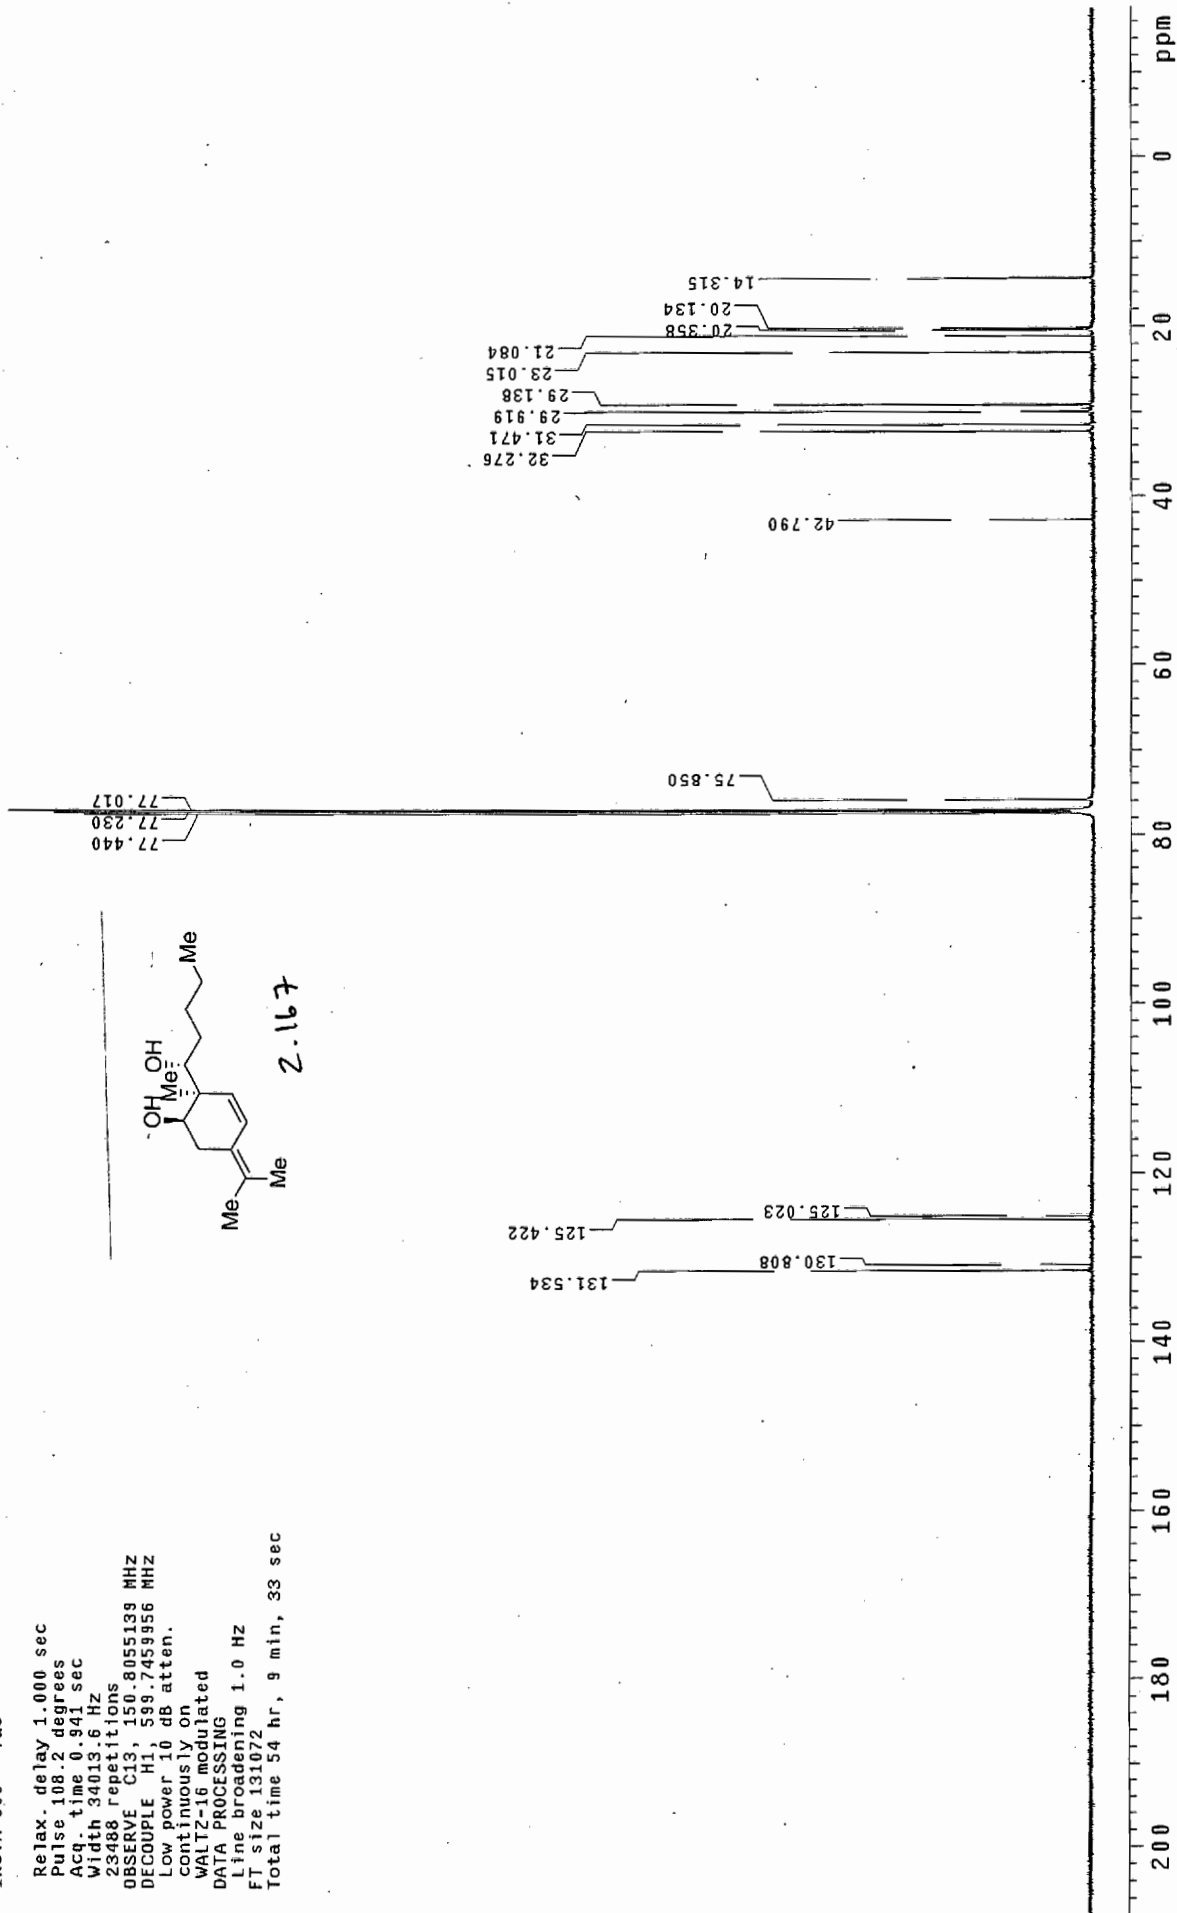 Relax. delay 1.000 sec
Pulse 108.2 degrees
Acq. time 0.941 sec
Width 34013.6 Hz
23488 repetitions
OBSERVE C13, 150.8055139 MHz
DECOUPLE H1, 599.7459956 MHz
Low power 10 dB atten.
continuously on
WALTZ-16 modulated
DATA PROCESSING
Line broadening 1.0 Hz
FT size 131072
Total time 54 hr, 9 min, 33 sec
OH
Me
OH
Me
Me
Me
2.167
131.534
130.808
125.422
125.023
77.440
77.230
77.017
75.850
42.790
32.276
31.471
29.919
29.138
23.015
21.084
20.358
20.134
14.315
200 180 160 140 120 100 80 60 40 20 0 ppm